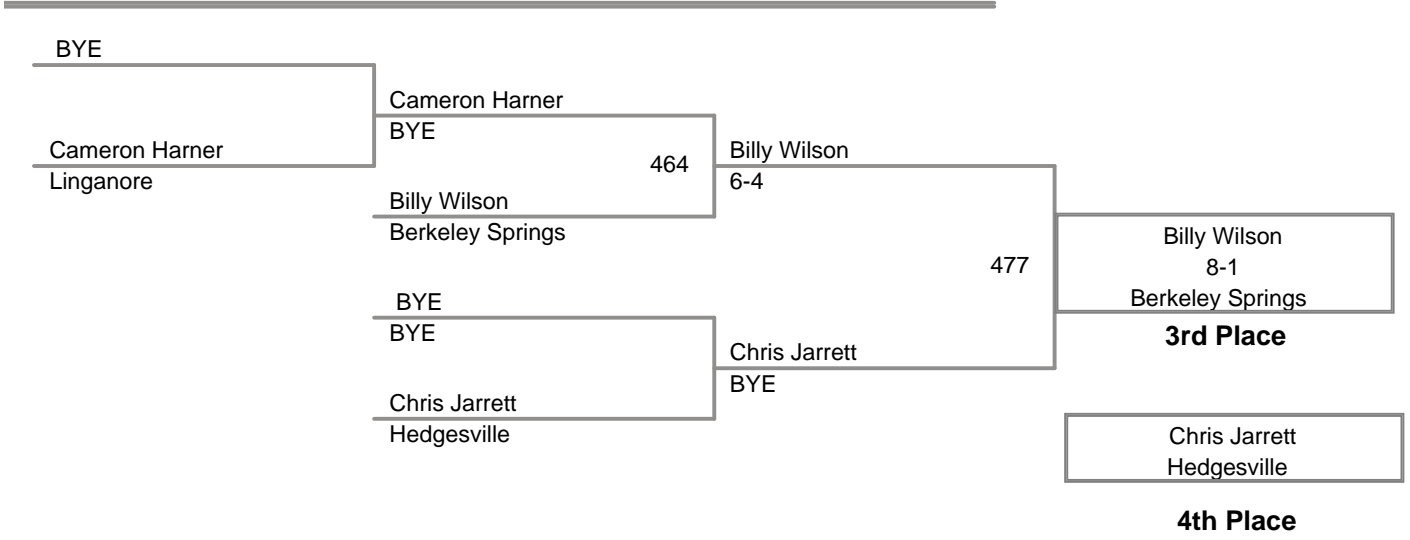 BYE
Cameron Harner
Linganore
Cameron Harner
BYE
464
Billy Wilson
Berkeley Springs
BYE
BYE
Chris Jarrett
Hedgesville
Billy Wilson
6-4
477
Chris Jarrett
BYE
Billy Wilson
8-1
Berkeley Springs
3rd Place
Chris Jarrett
Hedgesville
4th Place